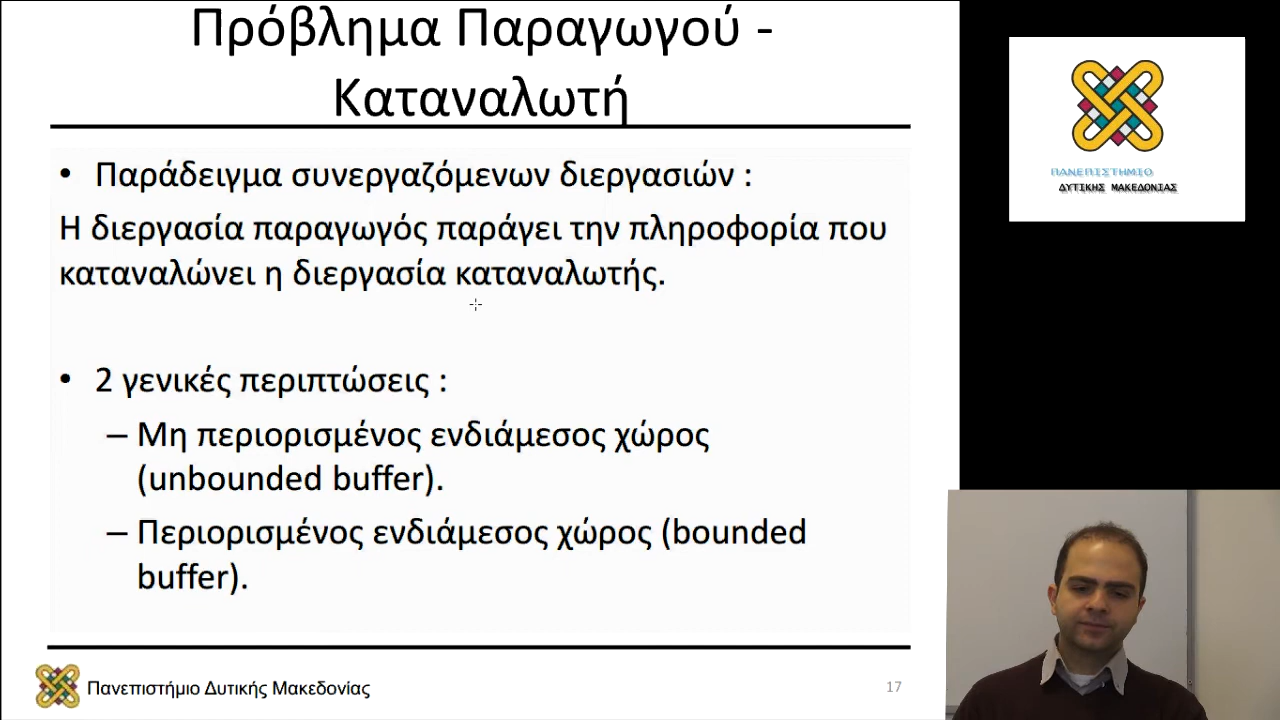 Πρόβλημα Παραγωγού -
Καταναλωτή
• Παράδειγμα συνεργαζόμενων διεργασιών :
Η διεργασία παραγωγός παράγει την πληροφορία που
καταναλώνει η διεργασία καταναλωτής.
• 2 γενικές περιπτώσεις :
– Μη περιορισμένος ενδιάμεσος χώρος
(unbounded buffer).
– Περιορισμένος ενδιάμεσος χώρος (bounded
buffer).
Πανεπιστήμιο Δυτικής Μακεδονίας
17
ΠΑΝΕΠΙΣΤΗΜΙΟ
ΔΥΤΙΚΗΣ ΜΑΚΕΔΟΝΙΑΣ